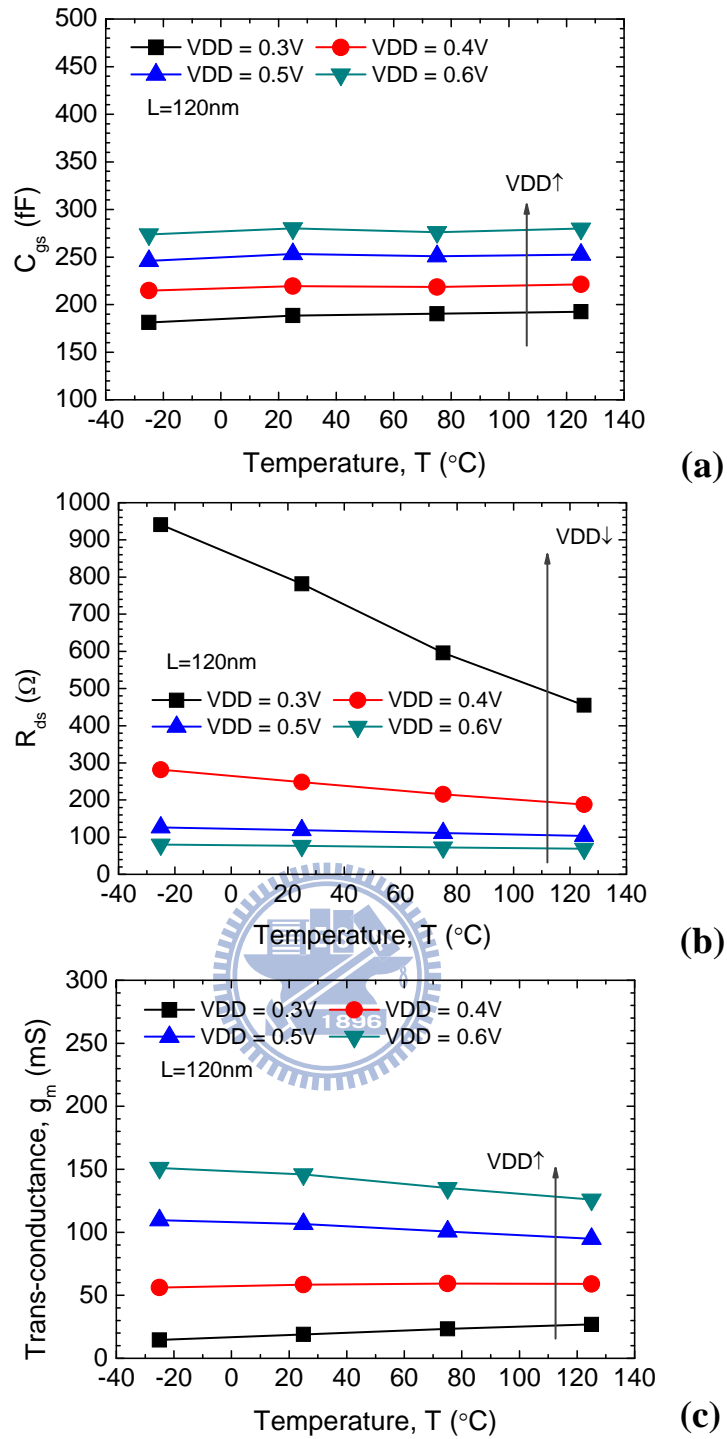 500
450
400
350
300
250
200
150
100
VDD = 0.3V VDD = 0.4V
VDD = 0.5V VDD = 0.6V
L=120nm
VDD↑
C_gs (fF)
-40 -20 0 20 40 60 80 100 120 140
Temperature, T (°C)
(a)
1000
900
800
700
600
500
400
300
200
100
0
VDD↓
L=120nm
VDD = 0.3V VDD = 0.4V
VDD = 0.5V VDD = 0.6V
R_ds (Ω)
-40 -20 0 20 40 60 80 100 120 140
Temperature, T (°C)
(b)
300
250
200
150
100
50
0
VDD = 0.3V VDD = 0.4V
1896
VDD = 0.5V VDD = 0.6V
L=120nm
VDD↑
Trans-conductance, g_m (mS)
-40 -20 0 20 40 60 80 100 120 140
Temperature, T (°C)
(c)